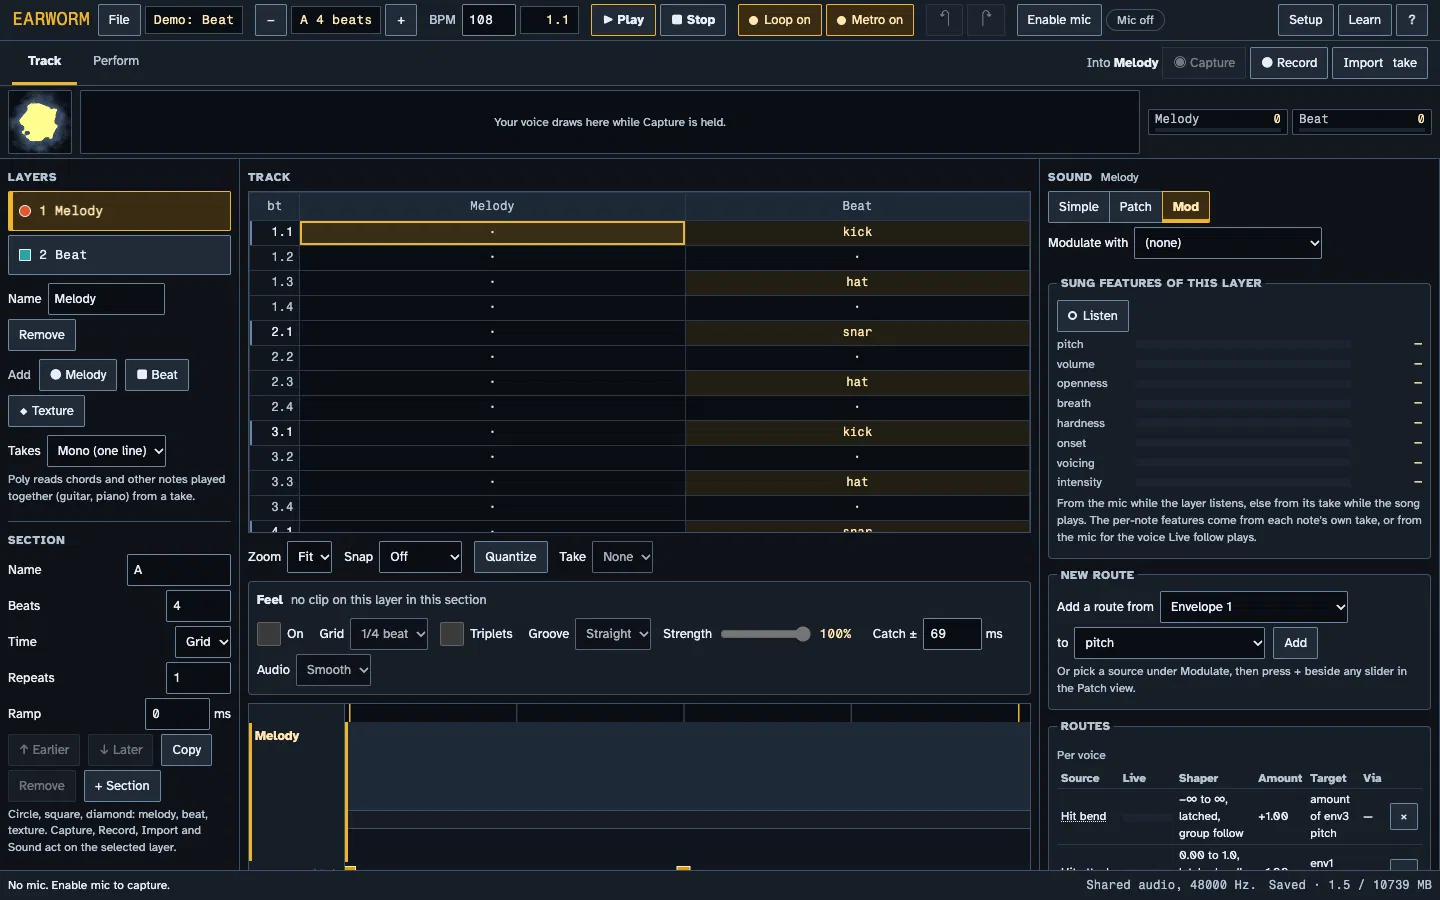 EARWORM File Demo: Beat − A 4 beats + BPM 108 1.1 Play Stop Loop on Metro on Enable mic Mic off Setup Learn ?
Track Perform Into Melody Capture Record Import take
Your voice draws here while Capture is held.
Melody 0 Beat 0
LAYERS
1 Melody
2 Beat
Name Melody
Remove
Add Melody Beat
Texture
Takes Mono (one line)
Poly reads chords and other notes played
together (guitar, piano) from a take.
SECTION
Name A
Beats 4
Time Grid
Repeats 1
Ramp 0 ms
↑ Earlier ↓ Later Copy
Remove + Section
Circle, square, diamond: melody, beat,
texture. Capture, Record, Import and
Sound act on the selected layer.
TRACK
bt Melody Beat
1.1 · kick
1.2 · ·
1.3 · hat
1.4 · ·
2.1 · snar
2.2 · ·
2.3 · hat
2.4 · ·
3.1 · kick
3.2 · ·
3.3 · hat
3.4 · ·
4.1 · snar
Zoom Fit Snap Off Quantize Take None
Feel no clip on this layer in this section
On Grid 1/4 beat Triplets Groove Straight Strength 100% Catch ± 69 ms
Audio Smooth
Melody
SOUND Melody
Simple Patch Mod
Modulate with (none)
SUNG FEATURES OF THIS LAYER
Listen
pitch –
volume –
openness –
breath –
hardness –
onset –
voicing –
intensity –
From the mic while the layer listens, else from its take while the song
plays. The per-note features come from each note's own take, or from
the mic for the voice Live follow plays.
NEW ROUTE
Add a route from Envelope 1
to pitch Add
Or pick a source under Modulate, then press + beside any slider in
the Patch view.
ROUTES
Per voice
Source Live Shaper Amount Target Via
Hit bend −∞ to ∞, latched, group follow +1.00 amount of env3 pitch – ×
0.00 to 1.0, env1
No mic. Enable mic to capture. Shared audio, 48000 Hz. Saved · 1.5 / 10739 MB